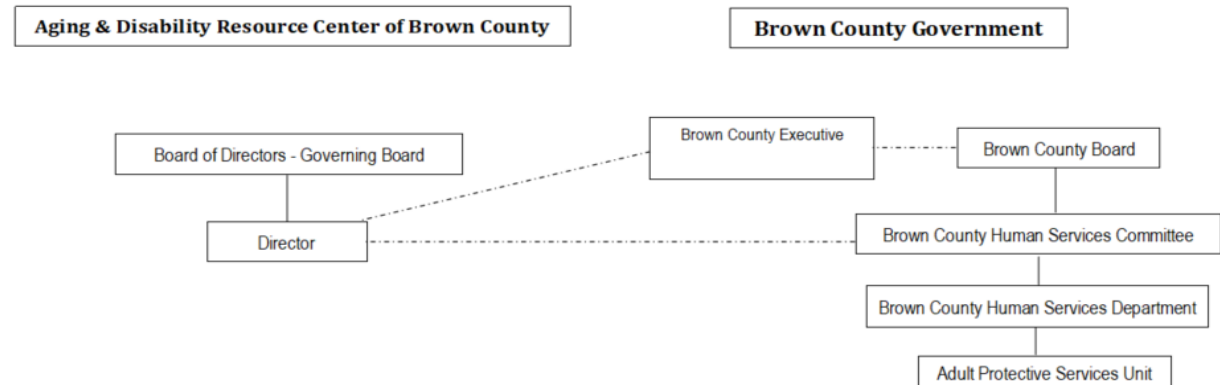 Aging & Disability Resource Center of Brown County
Brown County Government
Board of Directors - Governing Board
Brown County Executive
Brown County Board
Director
Brown County Human Services Committee
Brown County Human Services Department
Adult Protective Services Unit